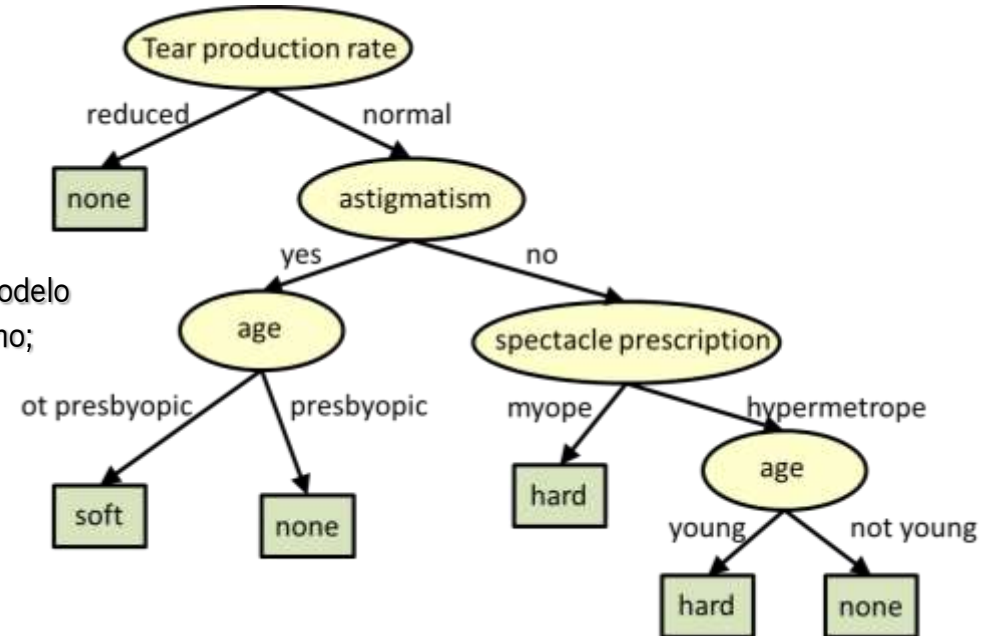 Tear production rate
reduced
normal
none
astigmatism
yes
no
age
spectacle prescription
ot presbyopic
presbyopic
myope
hypermetrope
soft
none
hard
age
young
not young
hard
none
odelo
no;